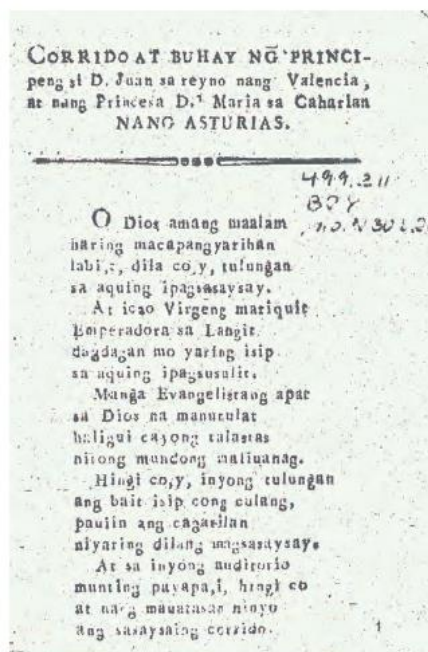 CORRIDO AT BUHAY NG̃ PRINCI-
peng si D. Juan sa reyno nang Valencia,
at nang Princesa D.ª Maria sa Caharian
NANG ASTURIAS.
499.211
O Dios amang maalam
haring macapangyarihan
labi,t, dila co,y, tulungan
sa aquing ipagsasaysay.
At icao Virgeng mariquit
Emperadora sa Langit
dagdagan mo yaring isip
sa aquing ipagsusulit.
Manga Evangelistang apat
sa Dios na manunulat
haligui cayong talastas
nitong mundong maliuanag.
Hingi co,y, inyong tulungan
ang bait isip cong culang,
pauiin ang
niyaring dilang magsasaysay.
At sa inyong auditorio
munting payapa,i, hingi co
at nang mauatasan ninyo
ang sasaysaing corrido.
1